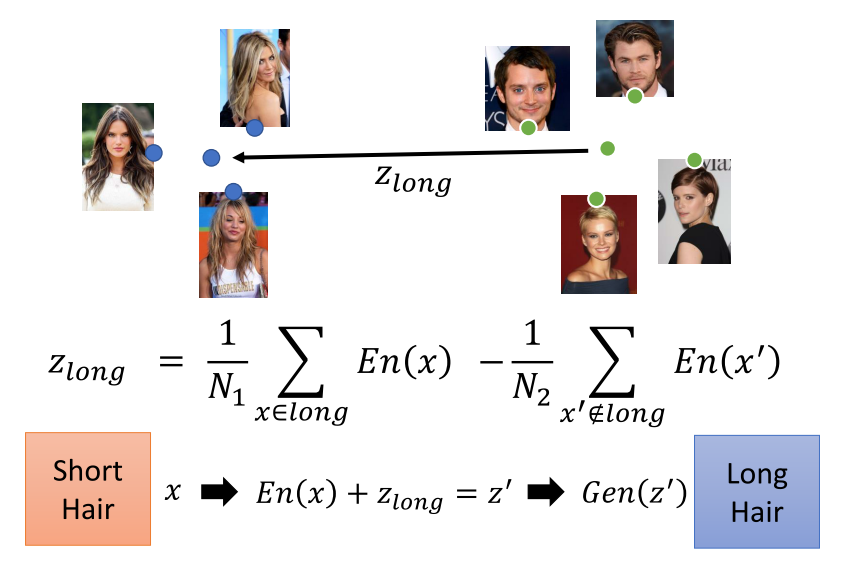 z_long
z_long = 1/N_1 ∑_{x∈long} En(x) − 1/N_2 ∑_{x′∉long} En(x′)
Short
Hair
x ➡ En(x) + z_long = z′ ➡ Gen(z′)
Long
Hair